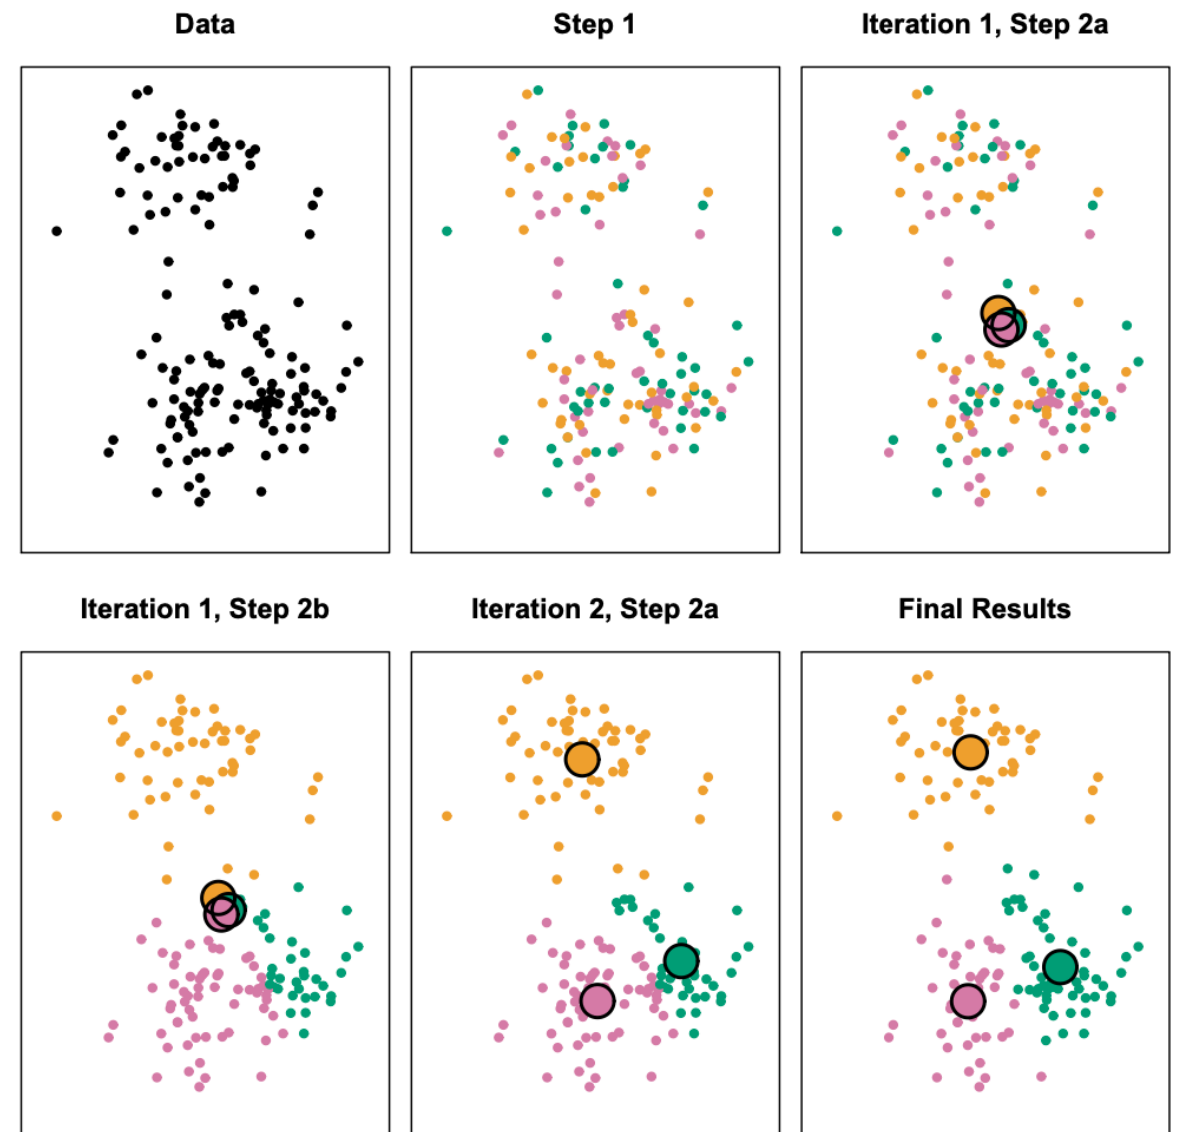 Data
Step 1
Iteration 1, Step 2a
Iteration 1, Step 2b
Iteration 2, Step 2a
Final Results